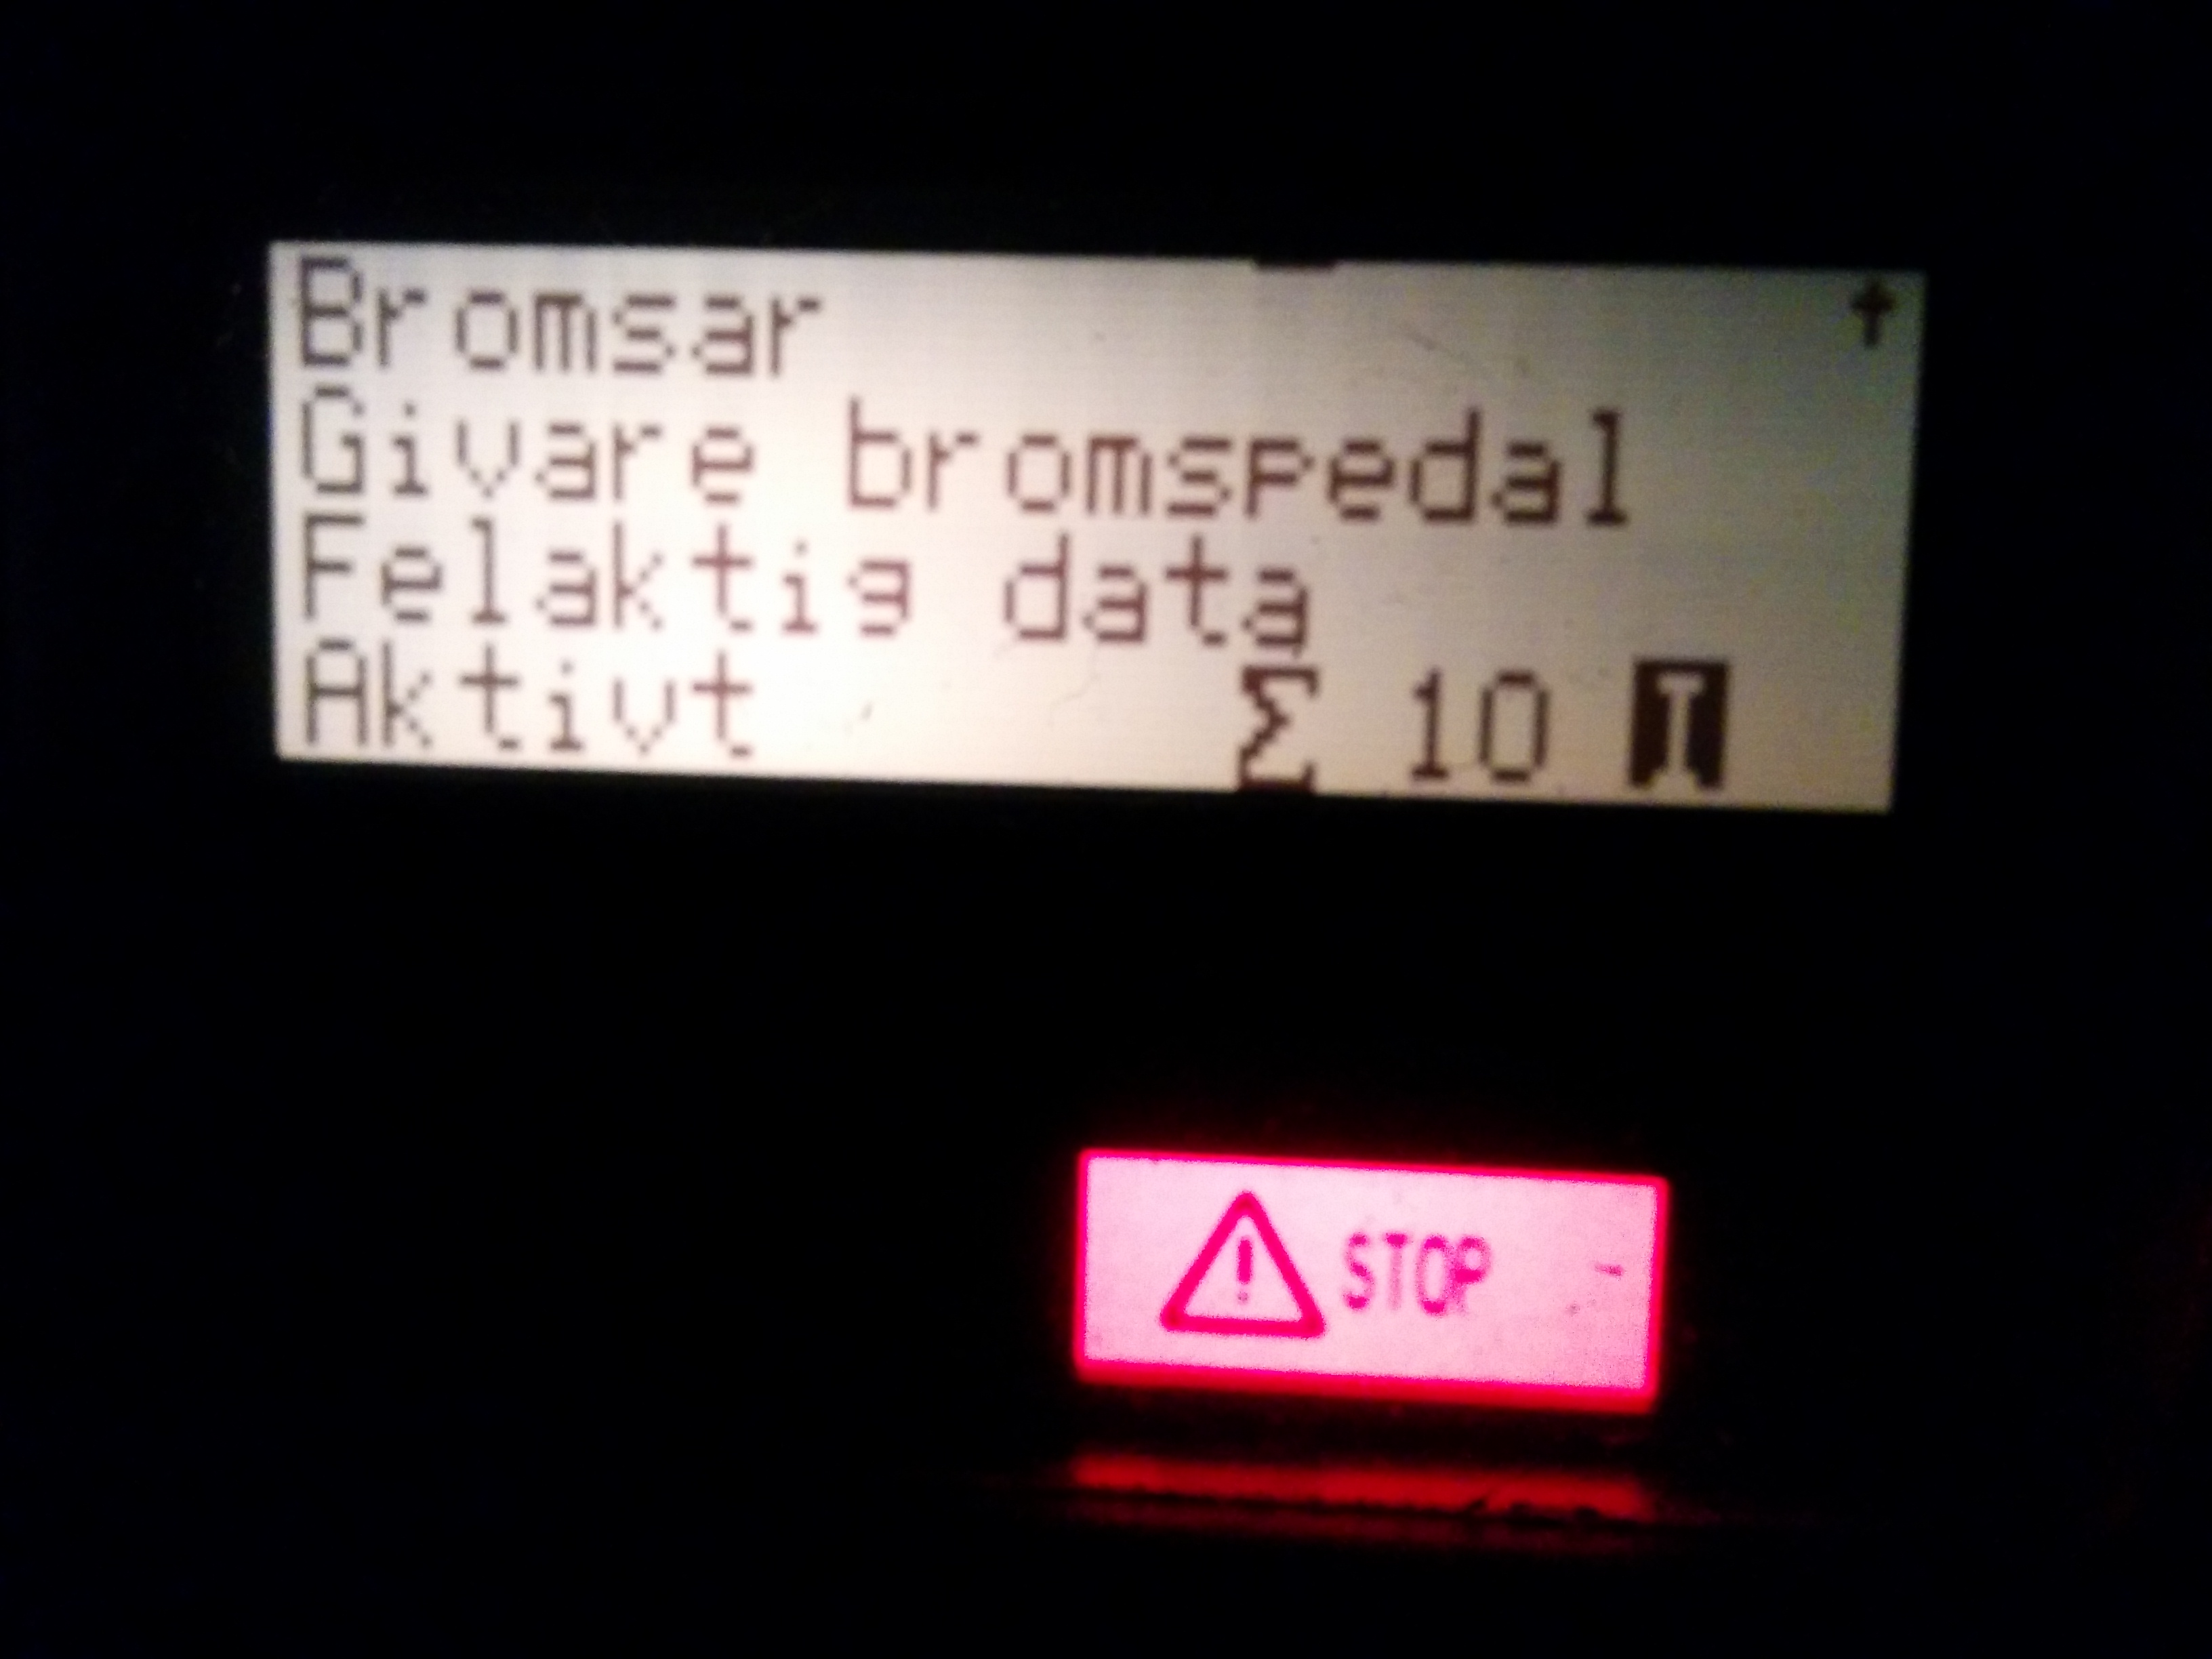 Bromsar ↑
Givare bromspedal
Felaktig data
Aktivt Σ 10
! STOP